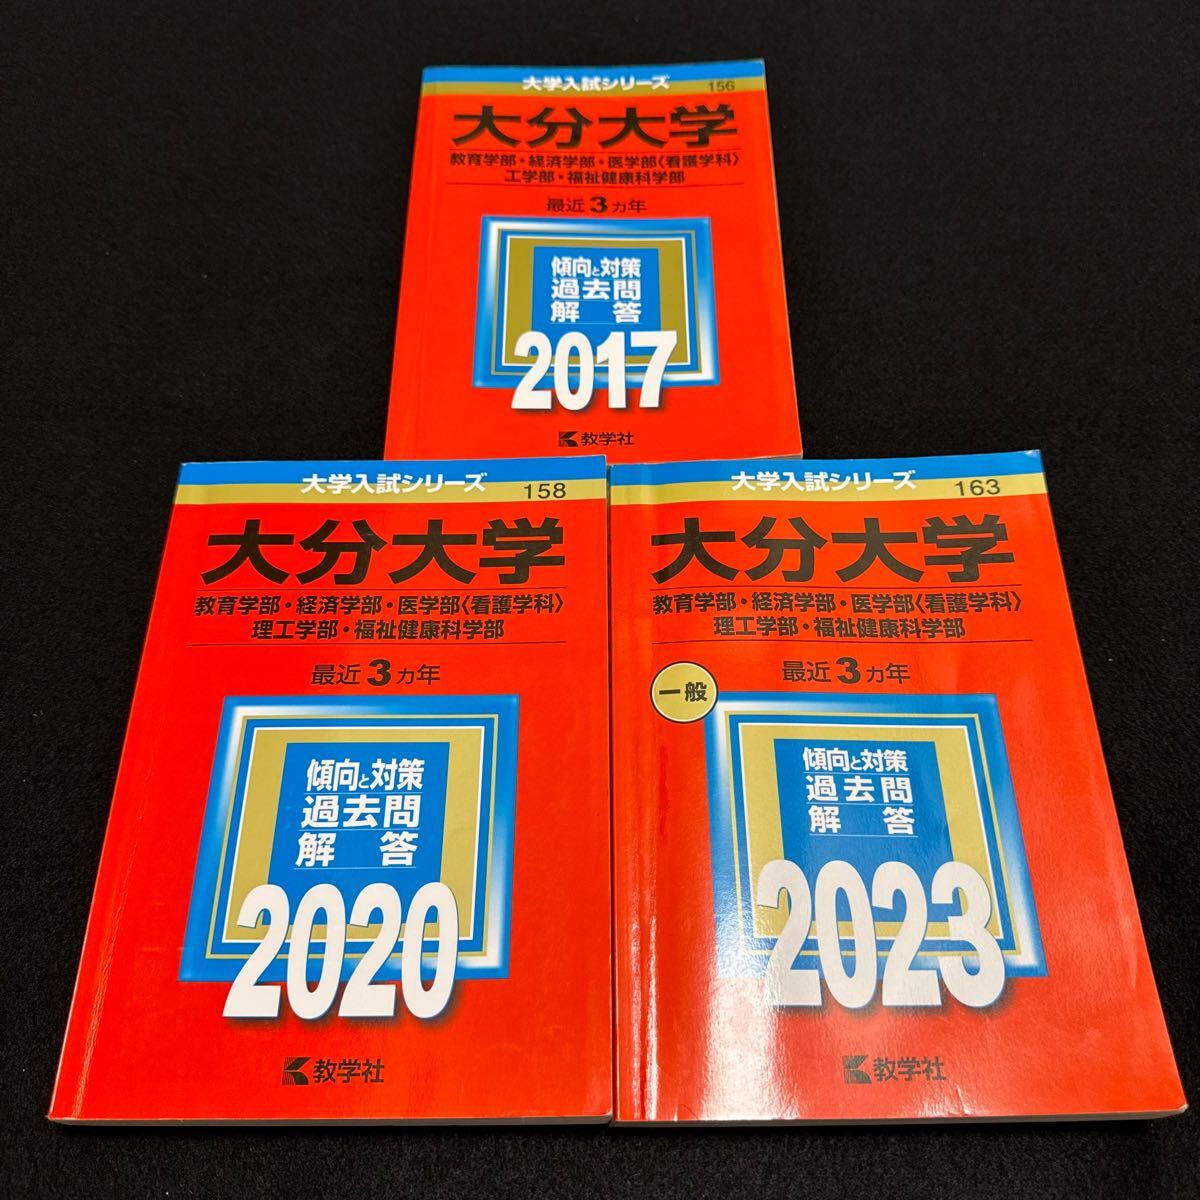 大学入試シリーズ
156
大分大学
教育学部・経済学部・医学部〈看護学科〉
工学部・福祉健康科学部
最近3ヵ年
傾向と対策
過去問
解答
2017
教学社
大学入試シリーズ
158
大分大学
教育学部・経済学部・医学部〈看護学科〉
理工学部・福祉健康科学部
最近3ヵ年
傾向と対策
過去問
解答
2020
教学社
大学入試シリーズ
163
大分大学
教育学部・経済学部・医学部〈看護学科〉
理工学部・福祉健康科学部
最近3ヵ年
一般
傾向と対策
過去問
解答
2023
教学社